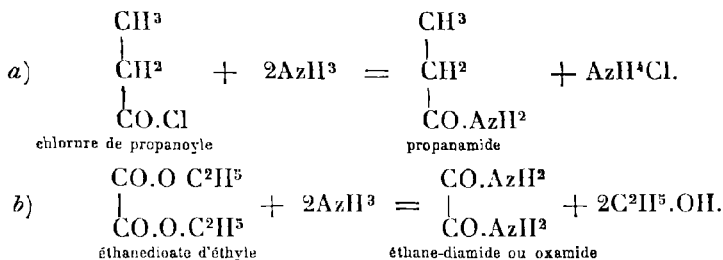 CH³ CH³
a) CH² + 2AzH³ = CH² + AzH⁴Cl.
CO.Cl CO.AzH²
chlorure de propanoyle propanamide
CO.O C²H⁵ CO.AzH²
b) + 2AzH³ = + 2C²H⁵.OH.
CO.O.C²H⁵ CO.AzH²
éthanedioate d'éthyle éthane-diamide ou oxamide